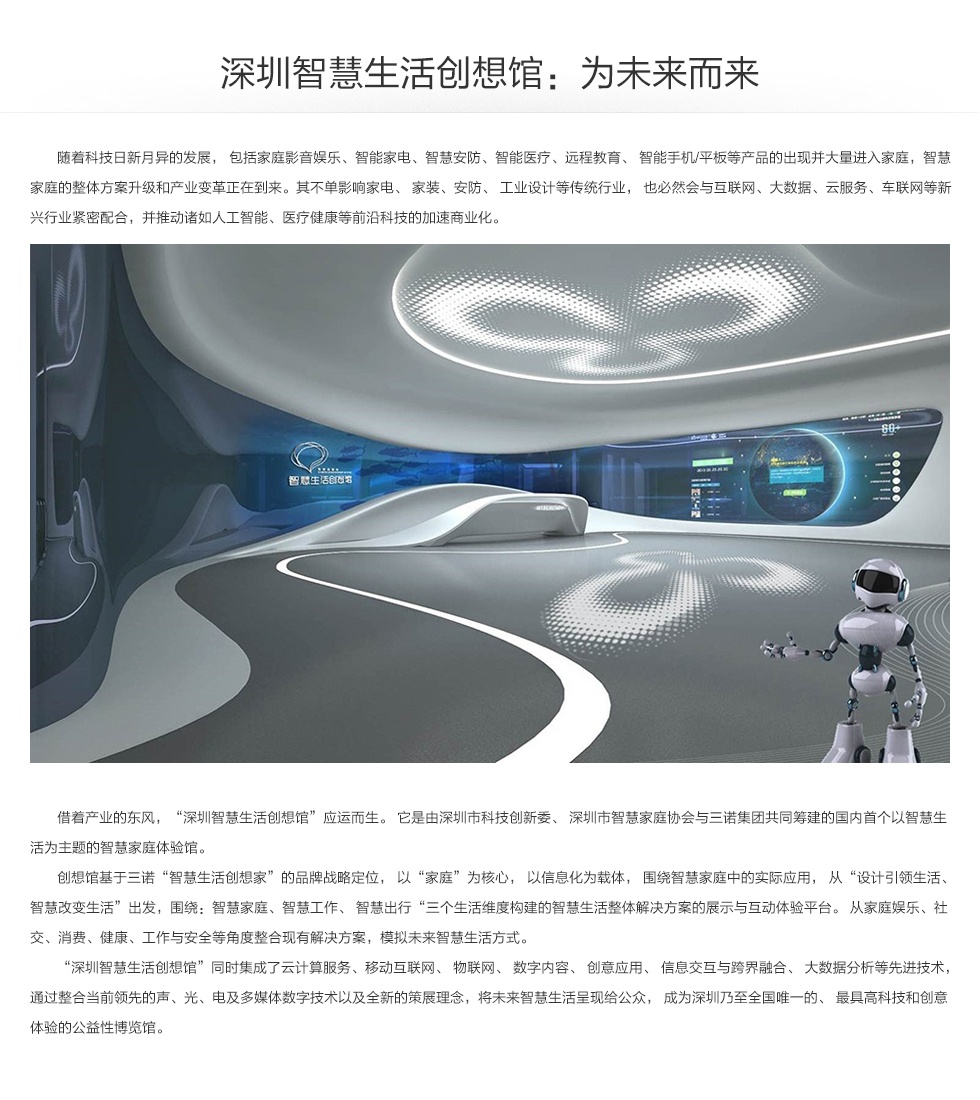 深圳智慧生活创想馆：为未来而来
随着科技日新月异的发展， 包括家庭影音娱乐、智能家电、智慧安防、智能医疗、远程教育、 智能手机/平板等产品的出现并大量进入家庭，智慧
家庭的整体方案升级和产业变革正在到来。其不单影响家电、 家装、安防、 工业设计等传统行业， 也必然会与互联网、大数据、云服务、车联网等新
兴行业紧密配合，并推动诸如人工智能、医疗健康等前沿科技的加速商业化。
智慧生活创想馆
60+
借着产业的东风， “深圳智慧生活创想馆”应运而生。 它是由深圳市科技创新委、 深圳市智慧家庭协会与三诺集团共同筹建的国内首个以智慧生
活为主题的智慧家庭体验馆。
创想馆基于三诺“智慧生活创想家”的品牌战略定位， 以“家庭”为核心， 以信息化为载体， 围绕智慧家庭中的实际应用， 从“设计引领生活、
智慧改变生活”出发，围绕：智慧家庭、智慧工作、 智慧出行“三个生活维度构建的智慧生活整体解决方案的展示与互动体验平台。 从家庭娱乐、社
交、消费、健康、工作与安全等角度整合现有解决方案，模拟未来智慧生活方式。
“深圳智慧生活创想馆”同时集成了云计算服务、移动互联网、 物联网、 数字内容、 创意应用、 信息交互与跨界融合、 大数据分析等先进技术，
通过整合当前领先的声、光、电及多媒体数字技术以及全新的策展理念，将未来智慧生活呈现给公众， 成为深圳乃至全国唯一的、 最具高科技和创意
体验的公益性博览馆。